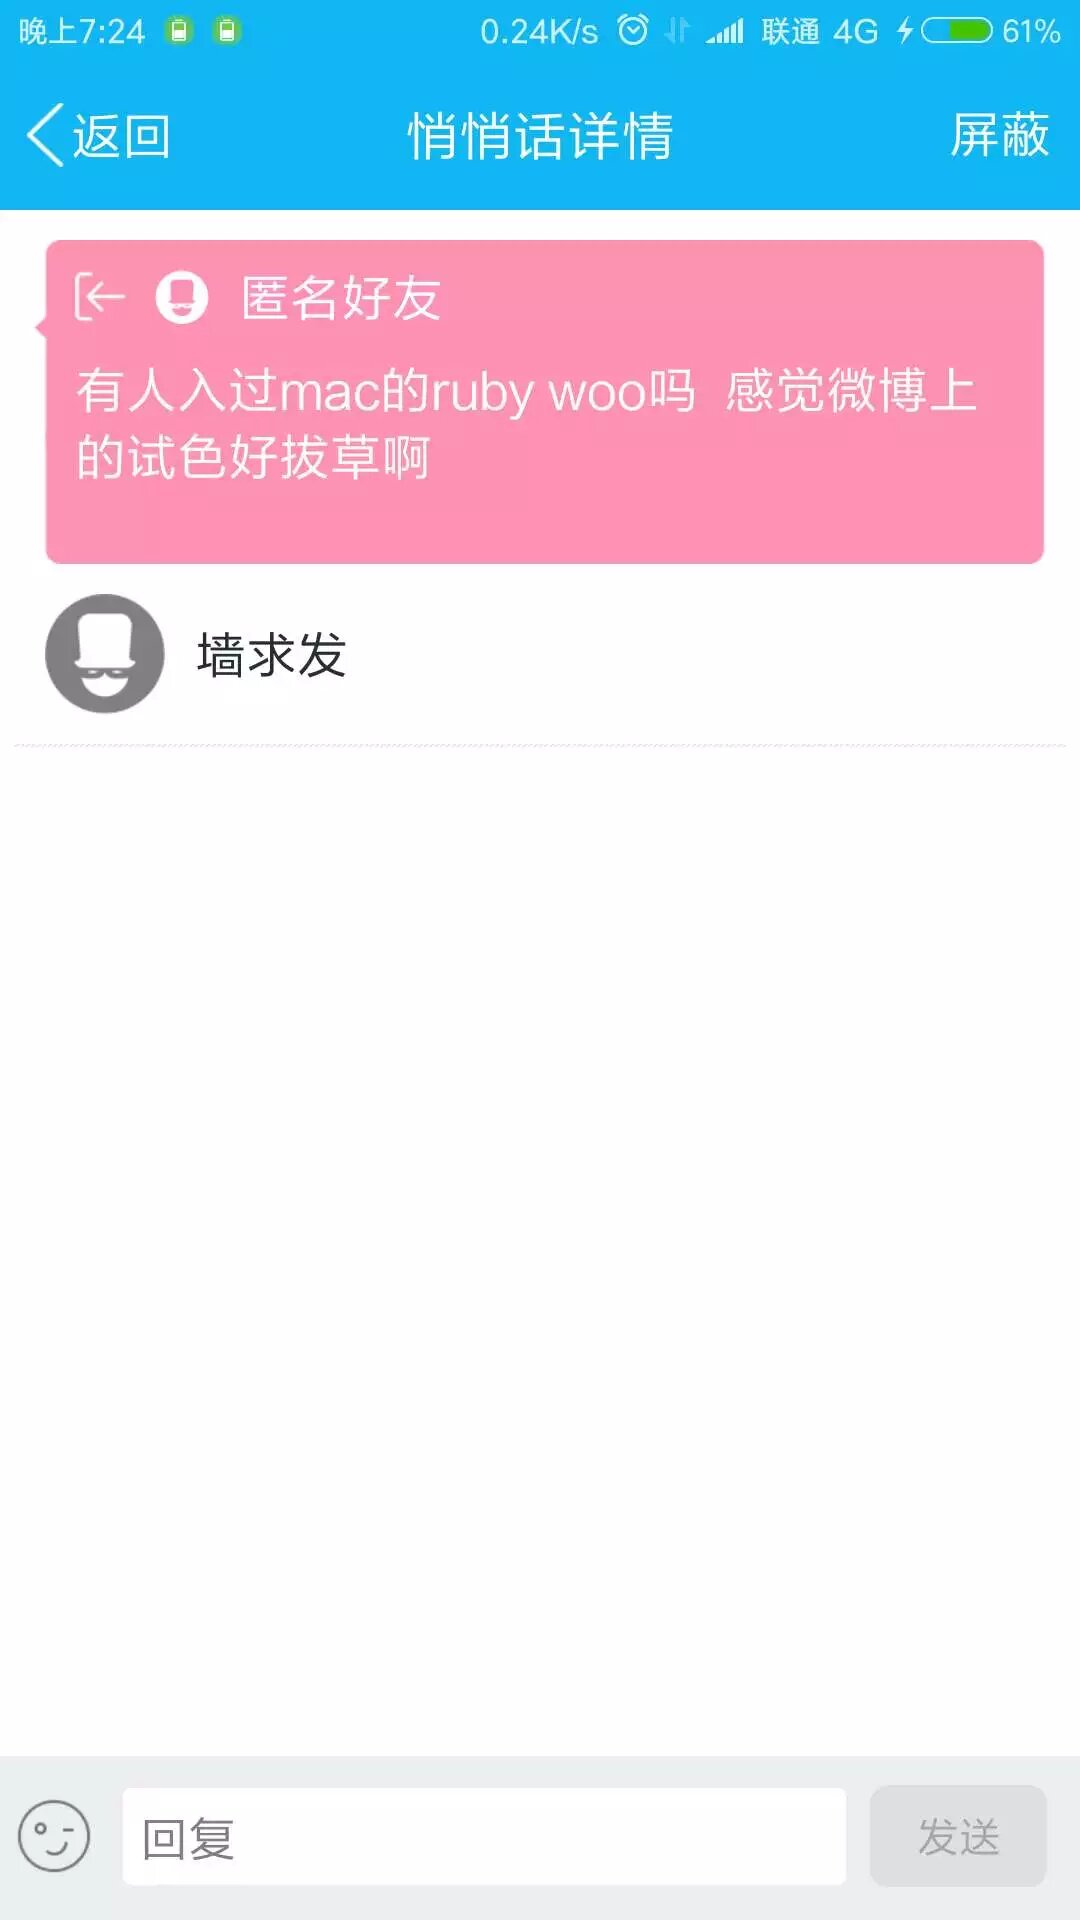 晚上7:24 0.24K/s 联通 4G 61%
返回 悄悄话详情 屏蔽
匿名好友
有人入过mac的ruby woo吗 感觉微博上
的试色好拔草啊
墙求发
回复 发送